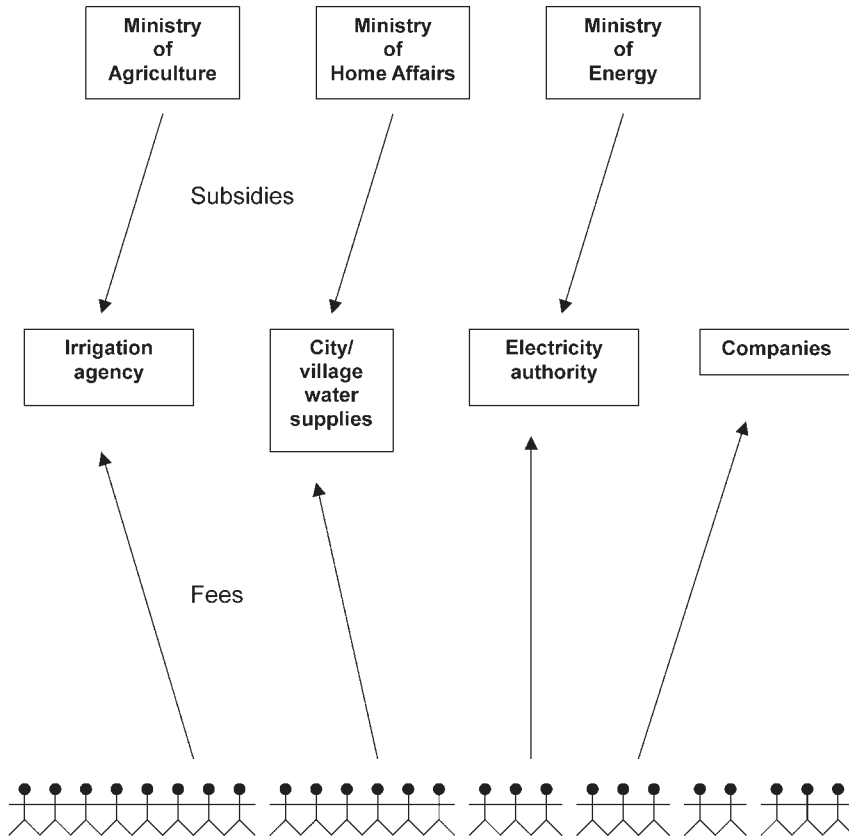 Ministry
of
Agriculture
Ministry
of
Home Affairs
Ministry
of
Energy
Subsidies
Irrigation
agency
City/
village
water
supplies
Electricity
authority
Companies
Fees